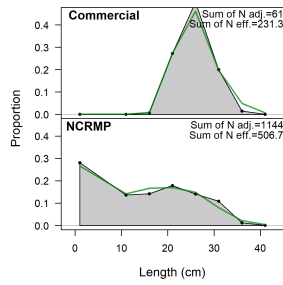 Commercial
Sum of N adj.=61
Sum of N eff.=231.3
0.4
0.3
0.2
0.1
0.0
NCRMP
Sum of N adj.=1144
Sum of N eff.=506.7
0.4
0.3
0.2
0.1
0.0
Proportion
0 10 20 30 40 50
Length (cm)